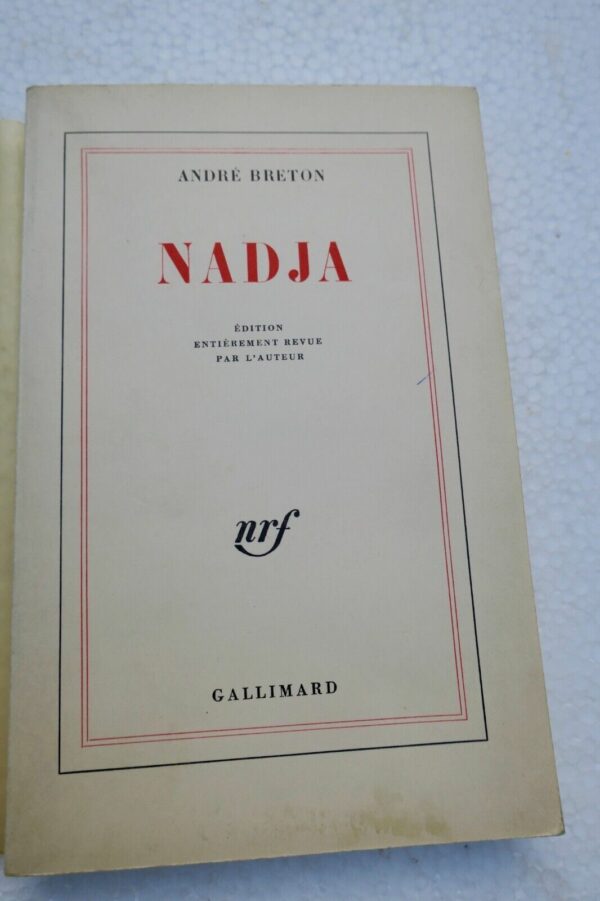 ANDRÉ BRETON
NADJA
ÉDITION
ENTIÈREMENT REVUE
PAR L'AUTEUR
nrf
GALLIMARD